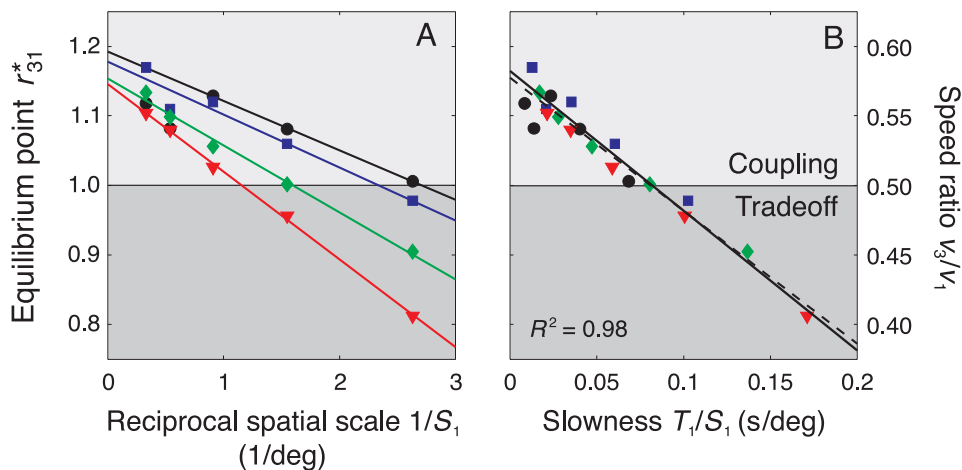 A
B
1.2
1.1
1.0
0.9
0.8
Equilibrium point r*31
0 1 2 3
Reciprocal spatial scale 1/S1
(1/deg)
Coupling
Tradeoff
R² = 0.98
0 0.05 0.1 0.15 0.2
Slowness T1/S1 (s/deg)
0.60
0.55
0.50
0.45
0.40
Speed ratio v3/v1